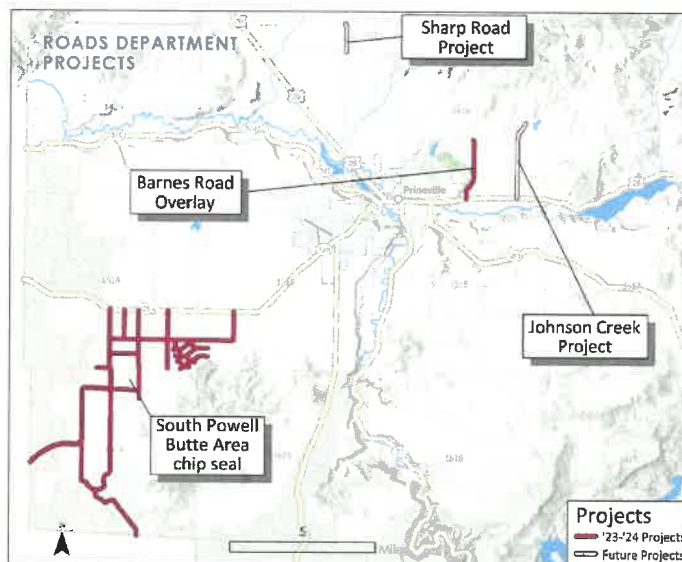 ROADS DEPARTMENT
PROJECTS
Sharp Road
Project
Barnes Road
Overlay
Prineville
Johnson Creek
Project
South Powell
Butte Area
chip seal
5
Miles
Projects
'23-'24 Projects
Future Projects